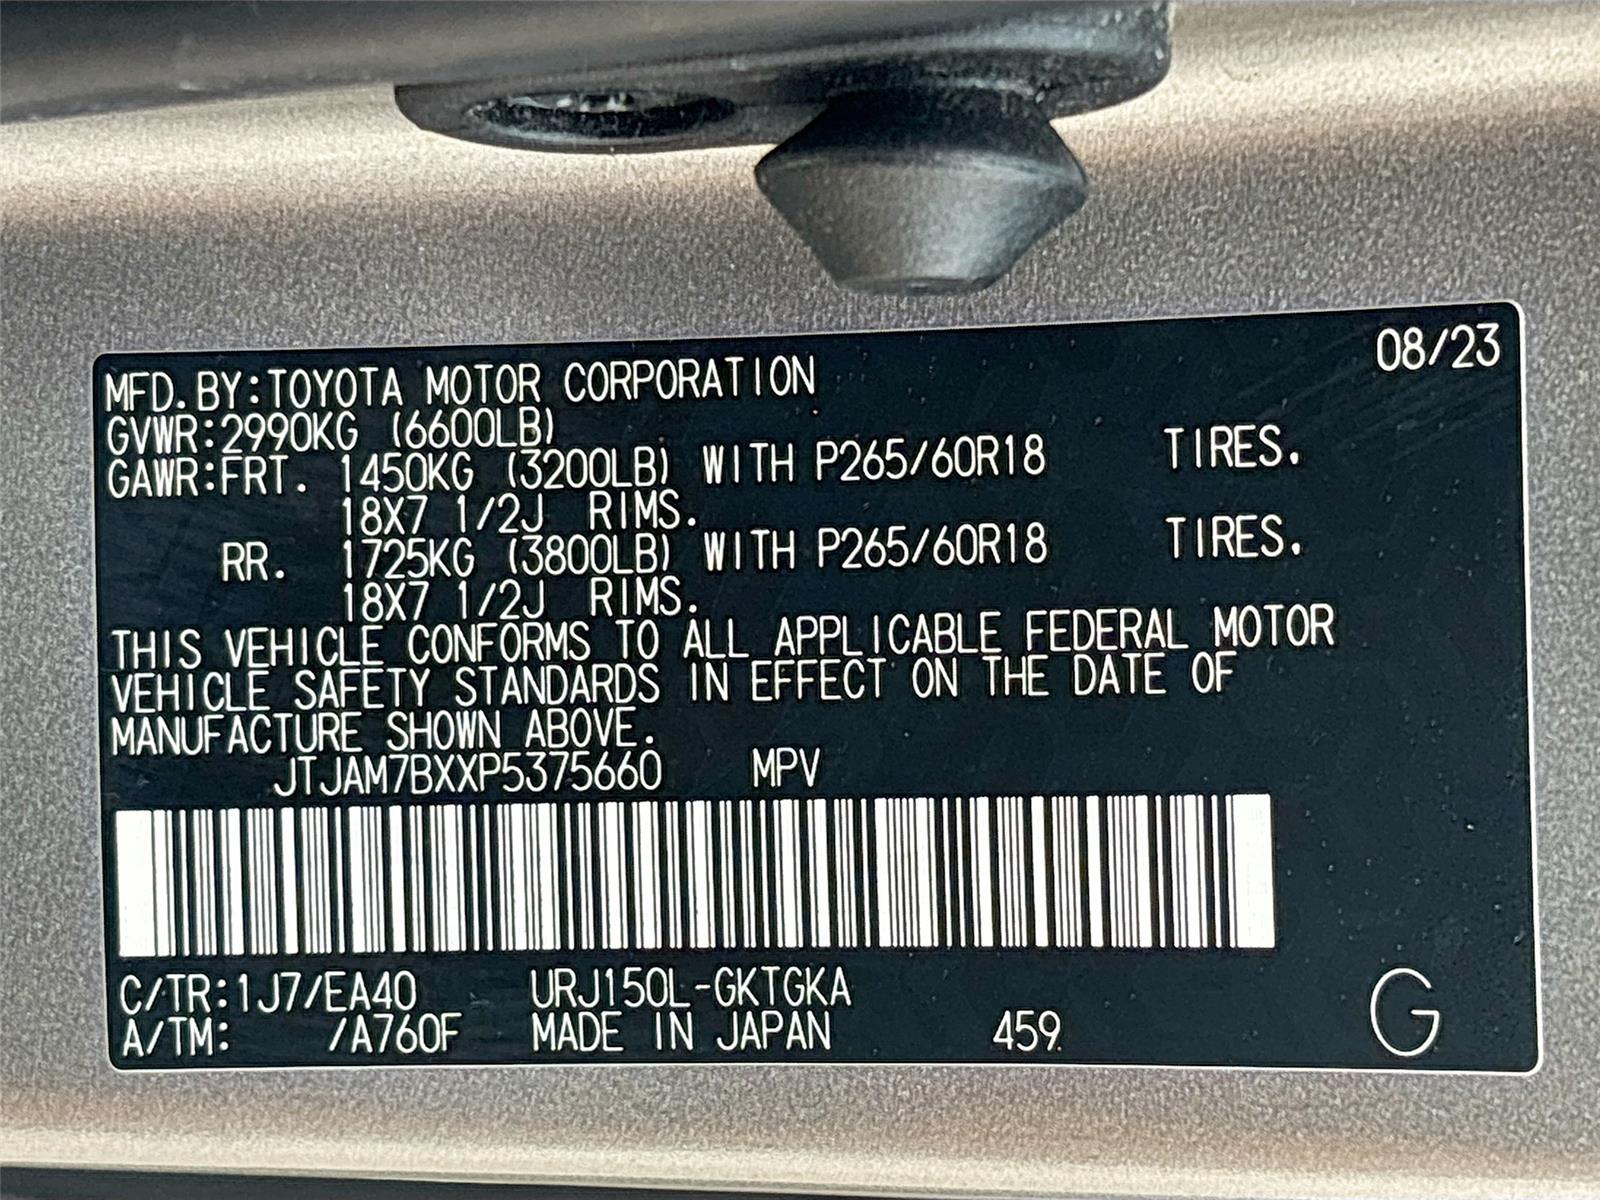 08/23
MFD.BY:TOYOTA MOTOR CORPORATION
GVWR:2990KG (6600LB)
GAWR:FRT. 1450KG (3200LB) WITH P265/60R18 TIRES.
18X7 1/2J RIMS.
RR. 1725KG (3800LB) WITH P265/60R18 TIRES.
18X7 1/2J RIMS.
THIS VEHICLE CONFORMS TO ALL APPLICABLE FEDERAL MOTOR
VEHICLE SAFETY STANDARDS IN EFFECT ON THE DATE OF
MANUFACTURE SHOWN ABOVE.
JTJAM7BXXP5375660 MPV
C/TR:1J7/EA40 URJ150L-GKTGKA
A/TM: /A760F MADE IN JAPAN 459
G